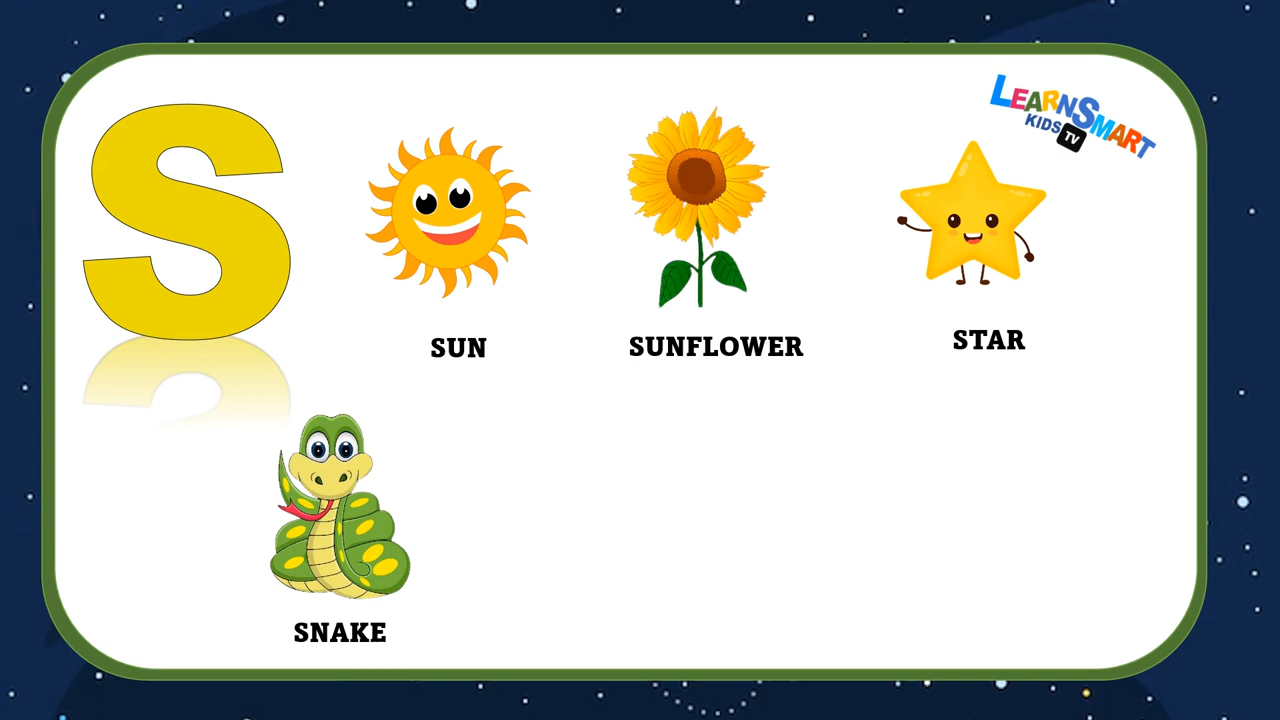 S
LEARNSMART
KIDS TV
SUN
SUNFLOWER
STAR
SNAKE